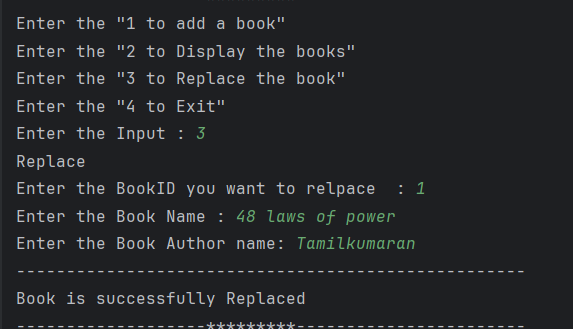 Enter the "1 to add a book"
Enter the "2 to Display the books"
Enter the "3 to Replace the book"
Enter the "4 to Exit"
Enter the Input : 3
Replace
Enter the BookID you want to relpace  : 1
Enter the Book Name : 48 laws of power
Enter the Book Author name: Tamilkumaran
---------------------------------------------------
Book is successfully Replaced
-------------------*********-----------------------